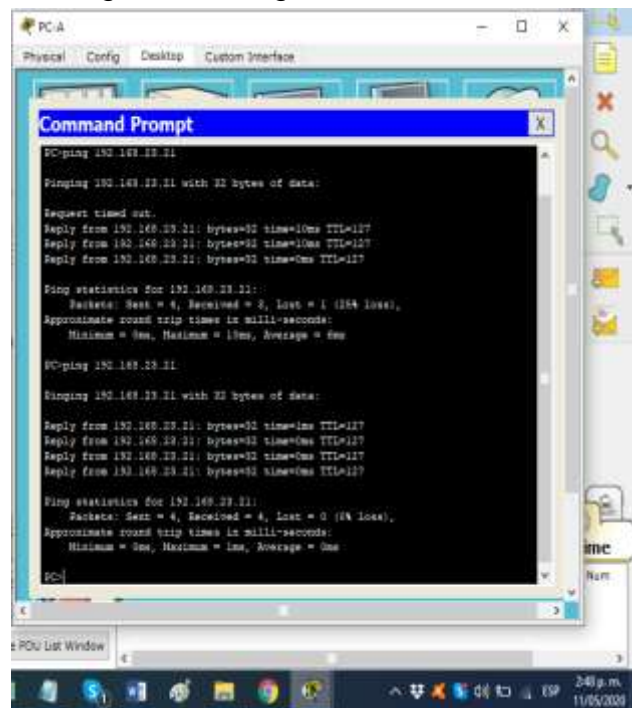 PC-A
Physical Config Desktop Custom Interface
Command Prompt X
PC>ping 192.168.23.21
Pinging 192.168.23.21 with 32 bytes of data:
Request timed out.
Reply from 192.168.23.21: bytes=32 time=10ms TTL=127
Reply from 192.168.23.21: bytes=32 time=10ms TTL=127
Reply from 192.168.23.21: bytes=32 time=0ms TTL=127
Ping statistics for 192.168.23.21:
Packets: Sent = 4, Received = 3, Lost = 1 (25% loss),
Approximate round trip times in milli-seconds:
Minimum = 0ms, Maximum = 10ms, Average = 6ms
PC>ping 192.168.23.21
Pinging 192.168.23.21 with 32 bytes of data:
Reply from 192.168.23.21: bytes=32 time=1ms TTL=127
Reply from 192.168.23.21: bytes=32 time=0ms TTL=127
Reply from 192.168.23.21: bytes=32 time=0ms TTL=127
Reply from 192.168.23.21: bytes=32 time=0ms TTL=127
Ping statistics for 192.168.23.21:
Packets: Sent = 4, Received = 4, Lost = 0 (0% loss),
Approximate round trip times in milli-seconds:
Minimum = 0ms, Maximum = 1ms, Average = 0ms
PC>
ime
Num
e PDU List Window
ESP
2:48 p.m.
11/05/2020